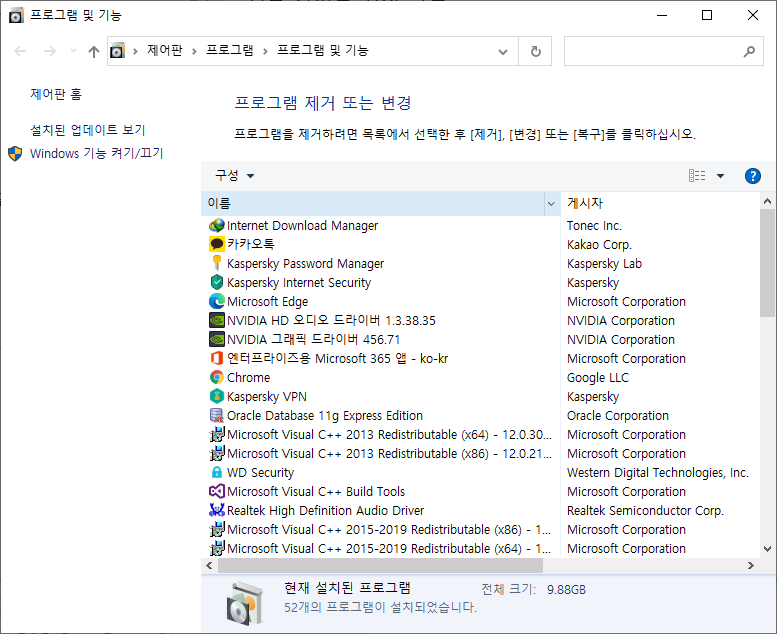 프로그램 및 기능
제어판 > 프로그램 > 프로그램 및 기능
제어판 홈
설치된 업데이트 보기
Windows 기능 켜기/끄기
프로그램 제거 또는 변경
프로그램을 제거하려면 목록에서 선택한 후 [제거], [변경] 또는 [복구]를 클릭하십시오.
구성
이름 게시자
Internet Download Manager Tonec Inc.
카카오톡 Kakao Corp.
Kaspersky Password Manager Kaspersky Lab
Kaspersky Internet Security Kaspersky
Microsoft Edge Microsoft Corporation
NVIDIA HD 오디오 드라이버 1.3.38.35 NVIDIA Corporation
NVIDIA 그래픽 드라이버 456.71 NVIDIA Corporation
엔터프라이즈용 Microsoft 365 앱 - ko-kr Microsoft Corporation
Chrome Google LLC
Kaspersky VPN Kaspersky
Oracle Database 11g Express Edition Oracle Corporation
Microsoft Visual C++ 2013 Redistributable (x64) - 12.0.30... Microsoft Corporation
Microsoft Visual C++ 2013 Redistributable (x86) - 12.0.21... Microsoft Corporation
WD Security Western Digital Technologies, Inc.
Microsoft Visual C++ Build Tools Microsoft Corporation
Realtek High Definition Audio Driver Realtek Semiconductor Corp.
Microsoft Visual C++ 2015-2019 Redistributable (x86) - 1... Microsoft Corporation
Microsoft Visual C++ 2015-2019 Redistributable (x64) - 1... Microsoft Corporation
현재 설치된 프로그램 전체 크기: 9.88GB
52개의 프로그램이 설치되었습니다.